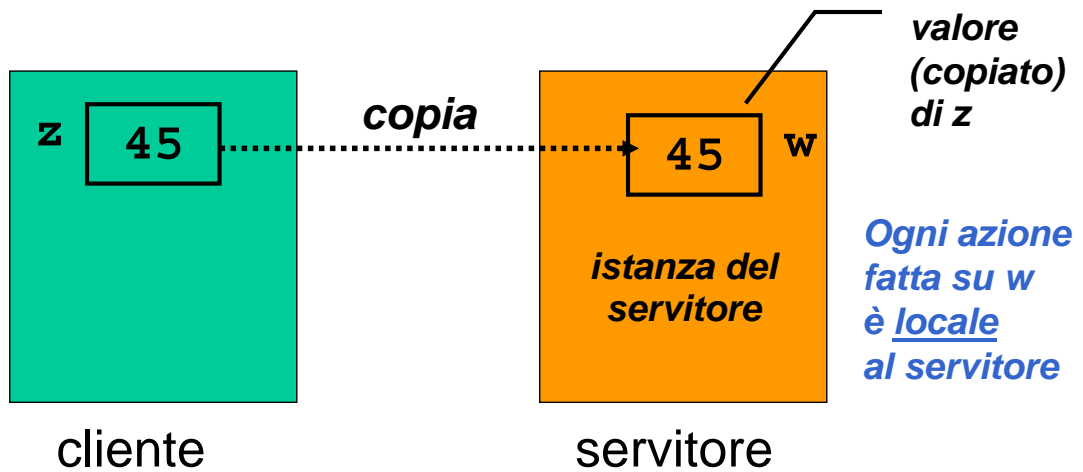 valore
(copiato)
di z
copia
z 45
45 w
istanza del
servitore
Ogni azione
fatta su w
è locale
al servitore
cliente
servitore